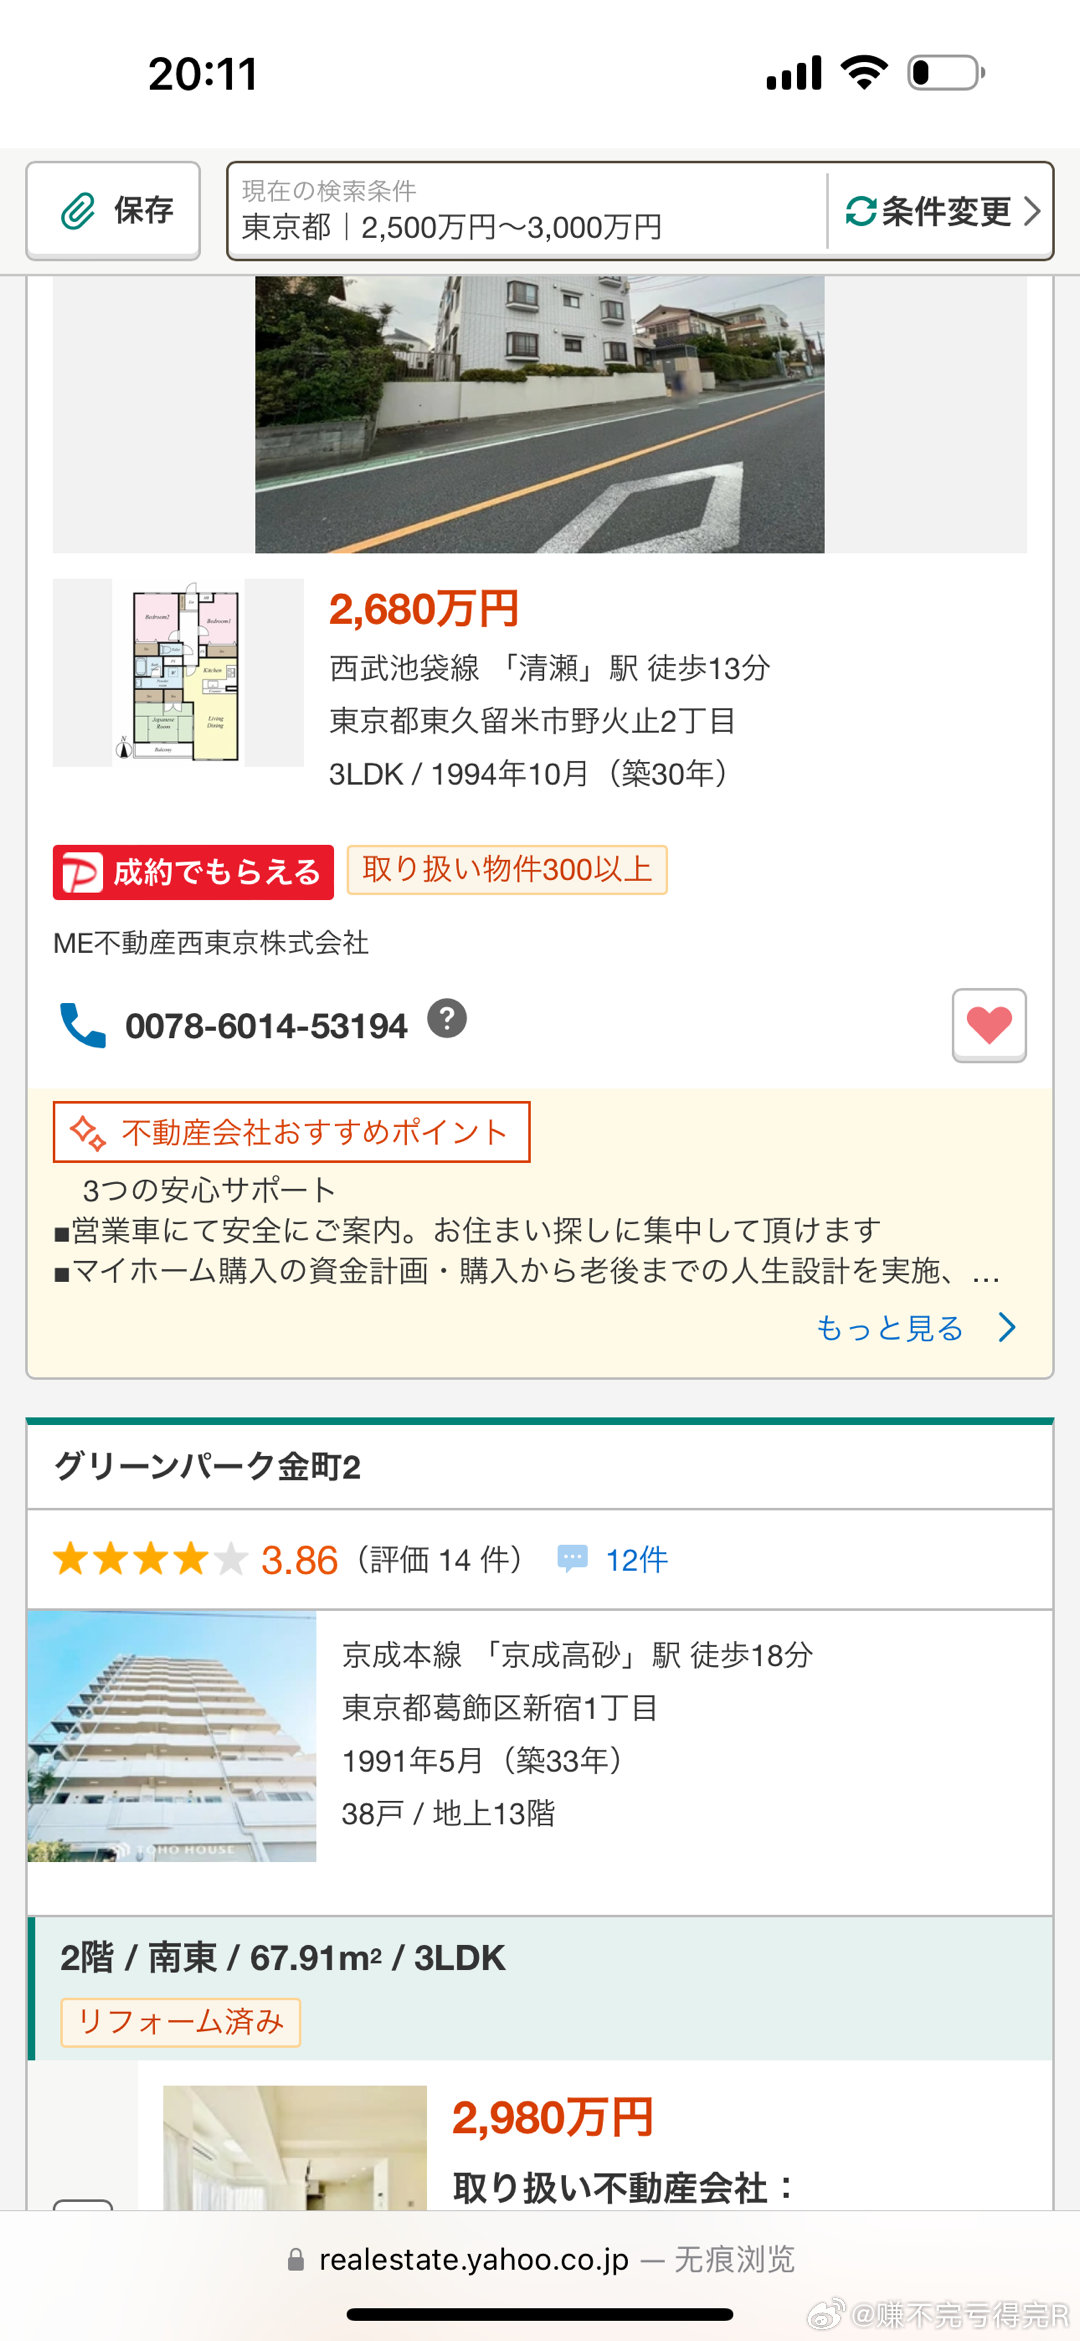 20:11
保存
現在の検索条件
東京都｜2,500万円〜3,000万円
条件変更
2,680万円
西武池袋線 「清瀬」駅 徒歩13分
東京都東久留米市野火止2丁目
3LDK / 1994年10月（築30年）
Bedroom2
Bedroom1
Kitchen
Living Dining
Japanese Room
Balcony
N
成約でもらえる
取り扱い物件300以上
ME不動産西東京株式会社
0078-6014-53194
?
不動産会社おすすめポイント
3つの安心サポート
■営業車にて安全にご案内。お住まい探しに集中して頂けます
■マイホーム購入の資金計画・購入から老後までの人生設計を実施、…
もっと見る
グリーンパーク金町2
3.86（評価 14 件） 12件
京成本線 「京成高砂」駅 徒歩18分
東京都葛飾区新宿1丁目
1991年5月（築33年）
38戸 / 地上13階
TOHO HOUSE
2階 / 南東 / 67.91m² / 3LDK
リフォーム済み
2,980万円
取り扱い不動産会社：
realestate.yahoo.co.jp — 无痕浏览
@赚不完亏得完R